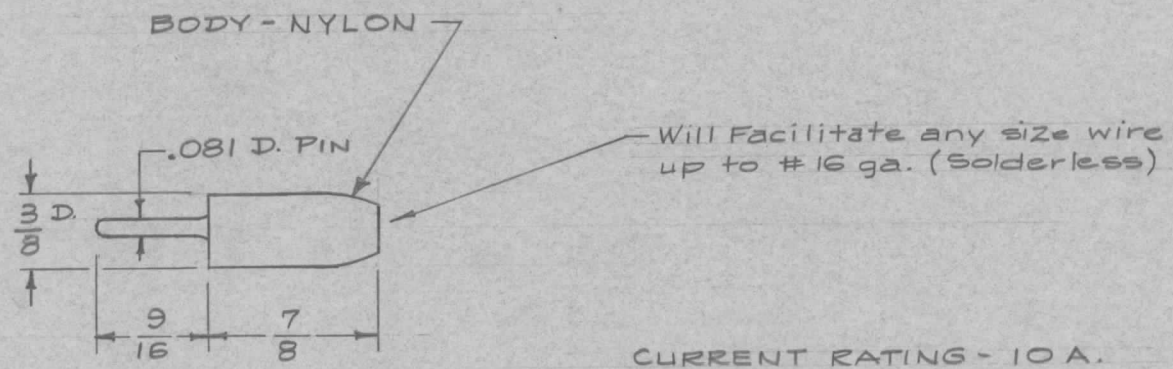 BODY - NYLON
.081 D. PIN
Will Facilitate any size wire
up to #16 ga. (Solderless)
3/8 D.
9/16
7/8
CURRENT RATING - 10 A.